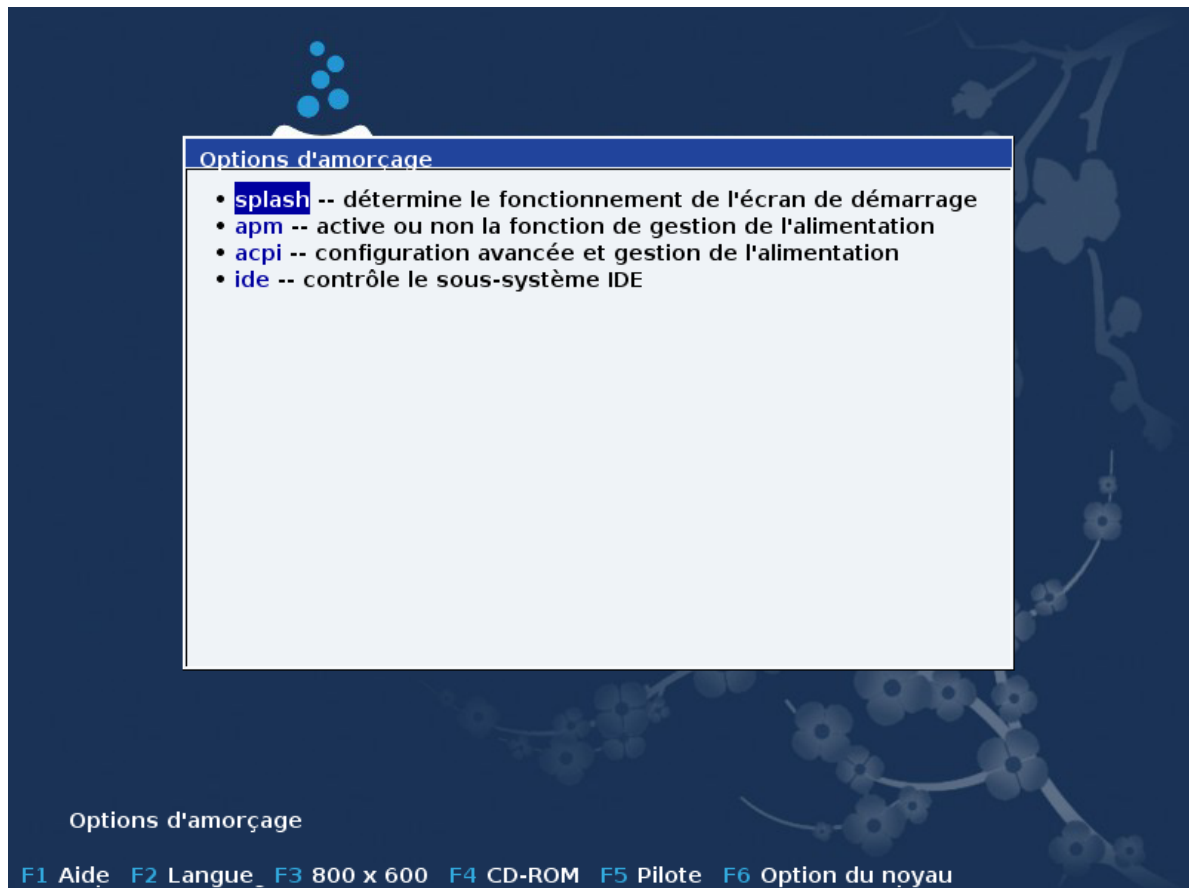 Options d'amorçage
• splash -- détermine le fonctionnement de l'écran de démarrage
• apm -- active ou non la fonction de gestion de l'alimentation
• acpi -- configuration avancée et gestion de l'alimentation
• ide -- contrôle le sous-système IDE
Options d'amorçage
F1 Aide F2 Langue F3 800 x 600 F4 CD-ROM F5 Pilote F6 Option du noyau